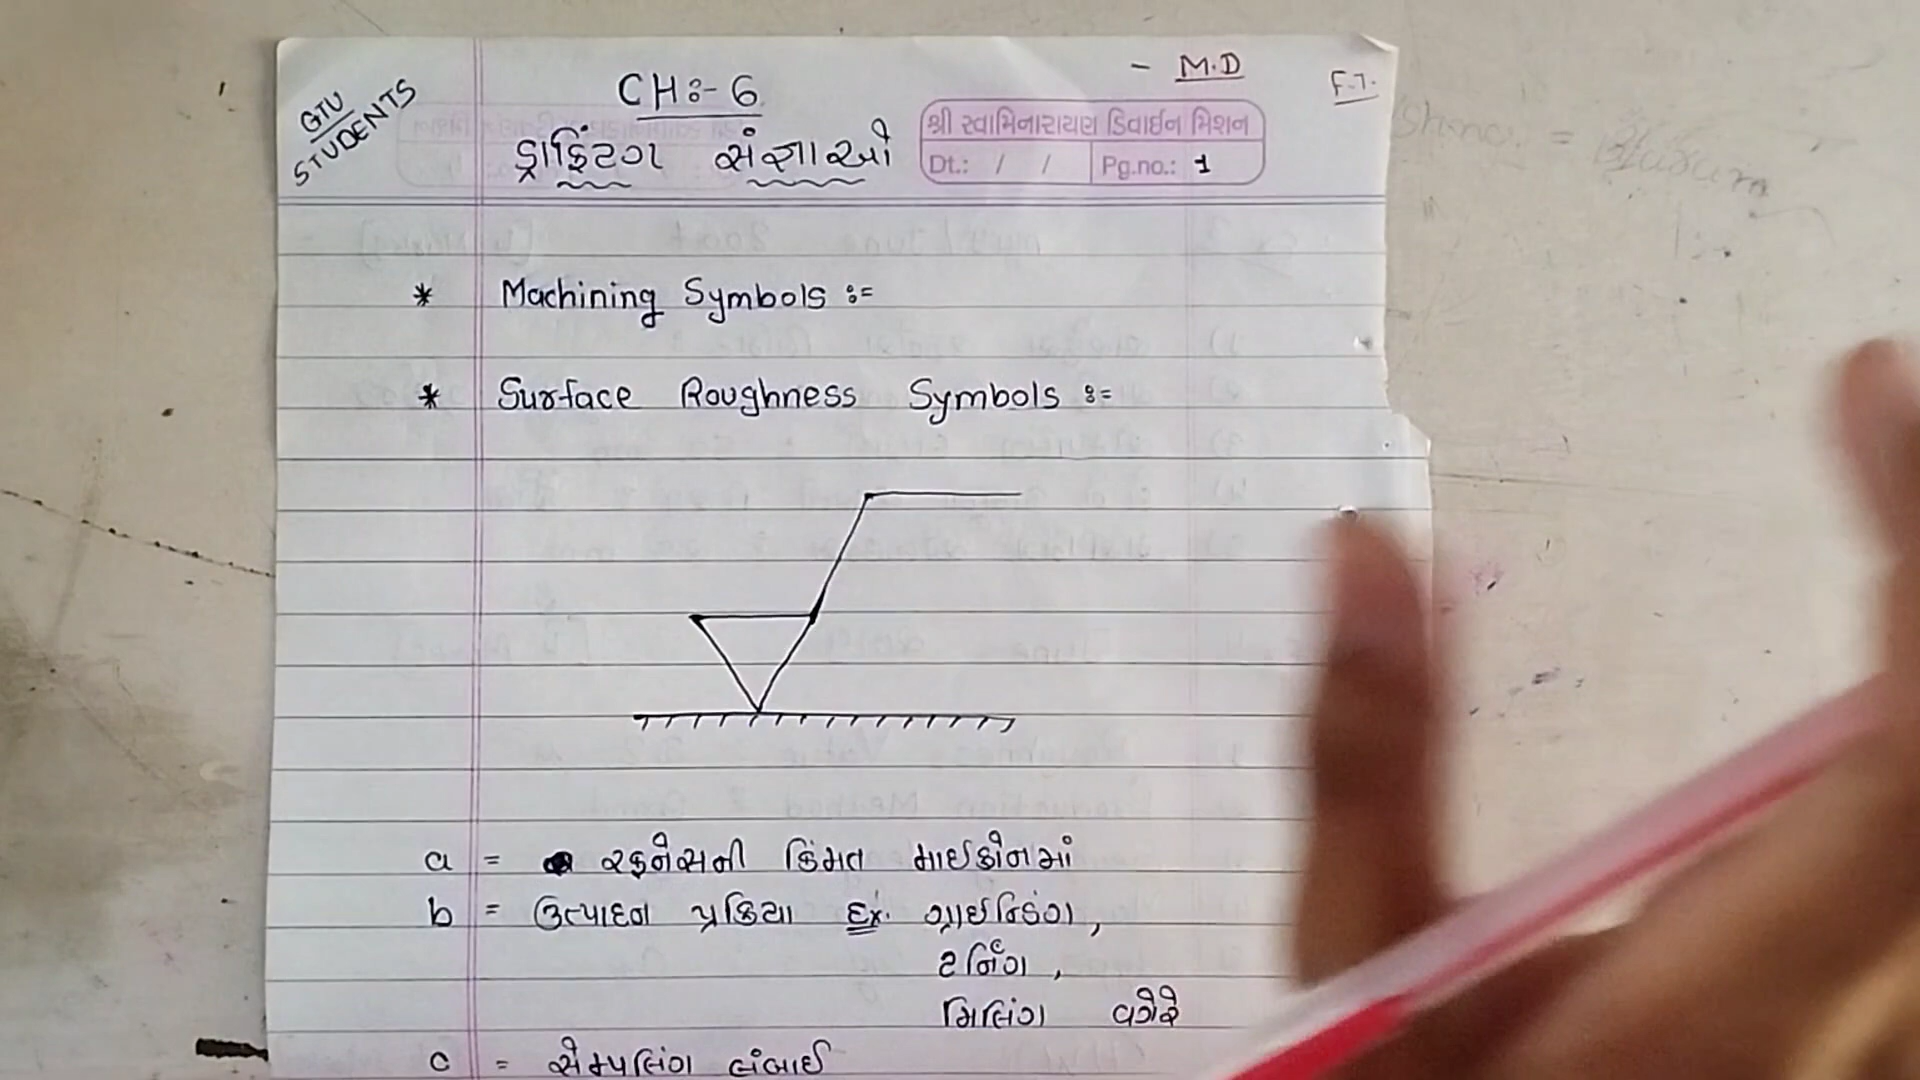 GTU
STUDENTS
CH:- 6
- M.D
F.T.
ડ્રાફ્ટિંગ સંજ્ઞાઓ
શ્રી સ્વામિનારાયણ ડિવાઈન મિશન
Dt.: / / Pg.no.: 1
* Machining Symbols :=
* Surface Roughness Symbols :=
a = રફનેસની કિંમત માઈક્રોનમાં
b = ઉત્પાદન પ્રક્રિયા Ex. ગ્રાઈન્ડિંગ,
ટર્નિંગ,
મિલિંગ વગેરે
c = સેમ્પલિંગ લંબાઈ